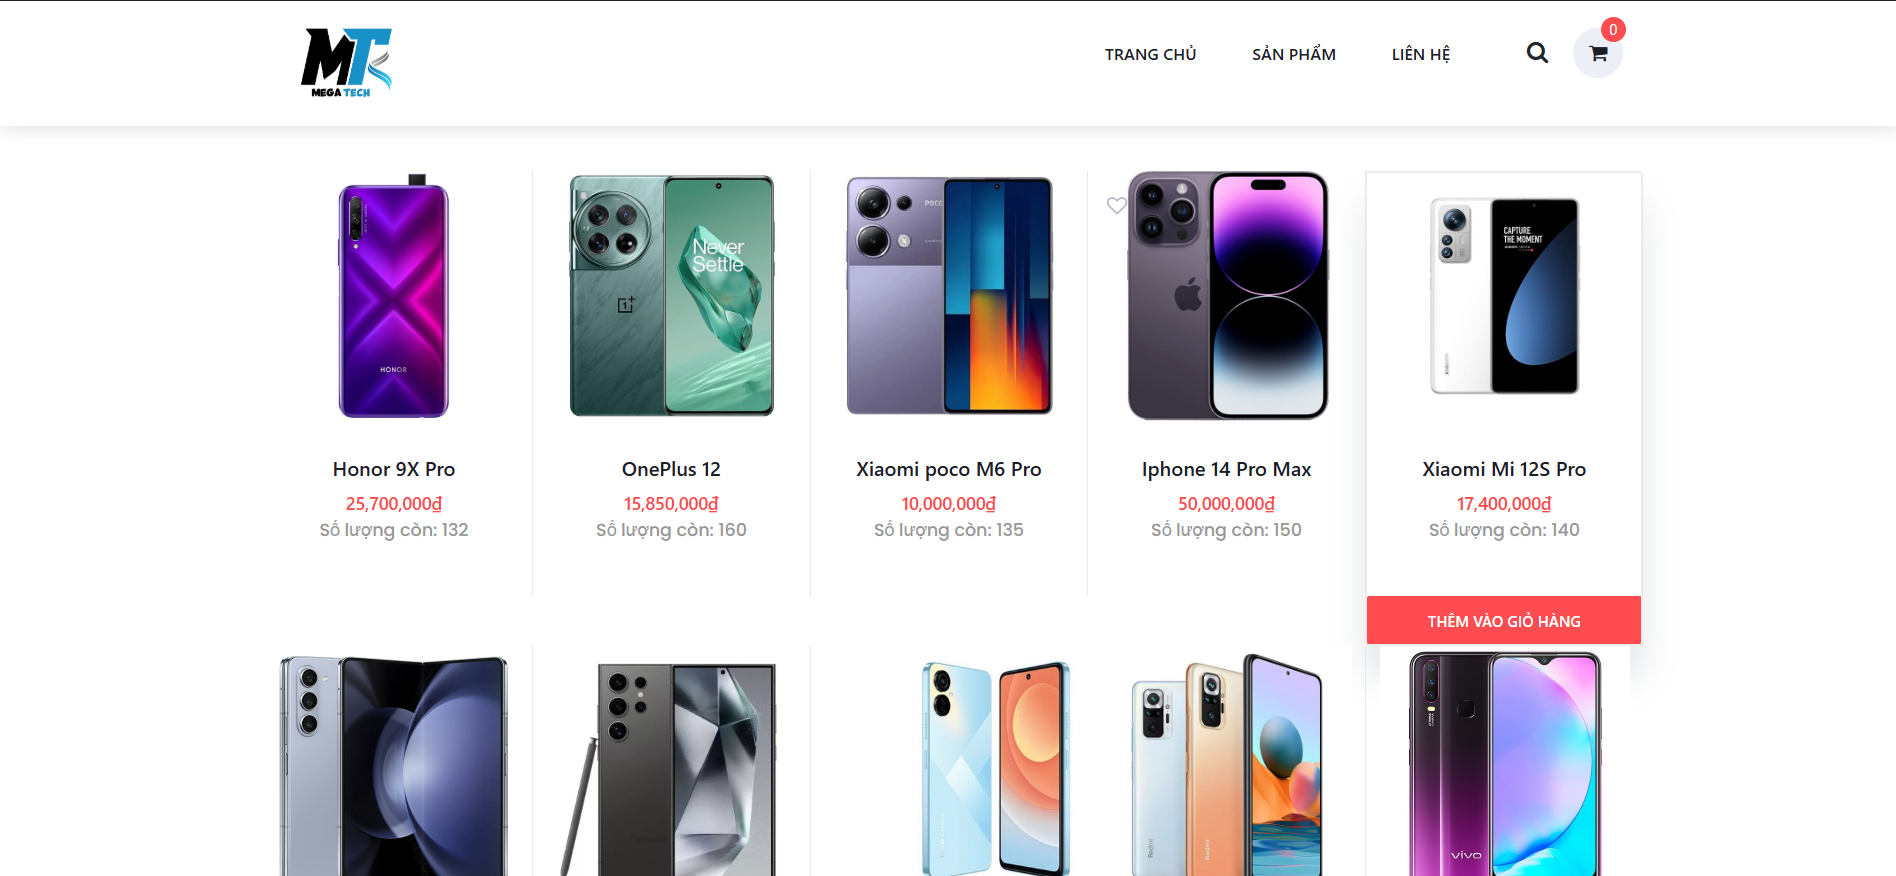 MEGA TECH
TRANG CHỦ
SẢN PHẨM
LIÊN HỆ
0
HONOR
Never
Settle
POCO
CAPTURE
THE MOMENT
Honor 9X Pro
25,700,000₫
Số lượng còn: 132
OnePlus 12
15,850,000₫
Số lượng còn: 160
Xiaomi poco M6 Pro
10,000,000₫
Số lượng còn: 135
Iphone 14 Pro Max
50,000,000₫
Số lượng còn: 150
Xiaomi Mi 12S Pro
17,400,000₫
Số lượng còn: 140
THÊM VÀO GIỎ HÀNG
Redmi
Redmi
vivo